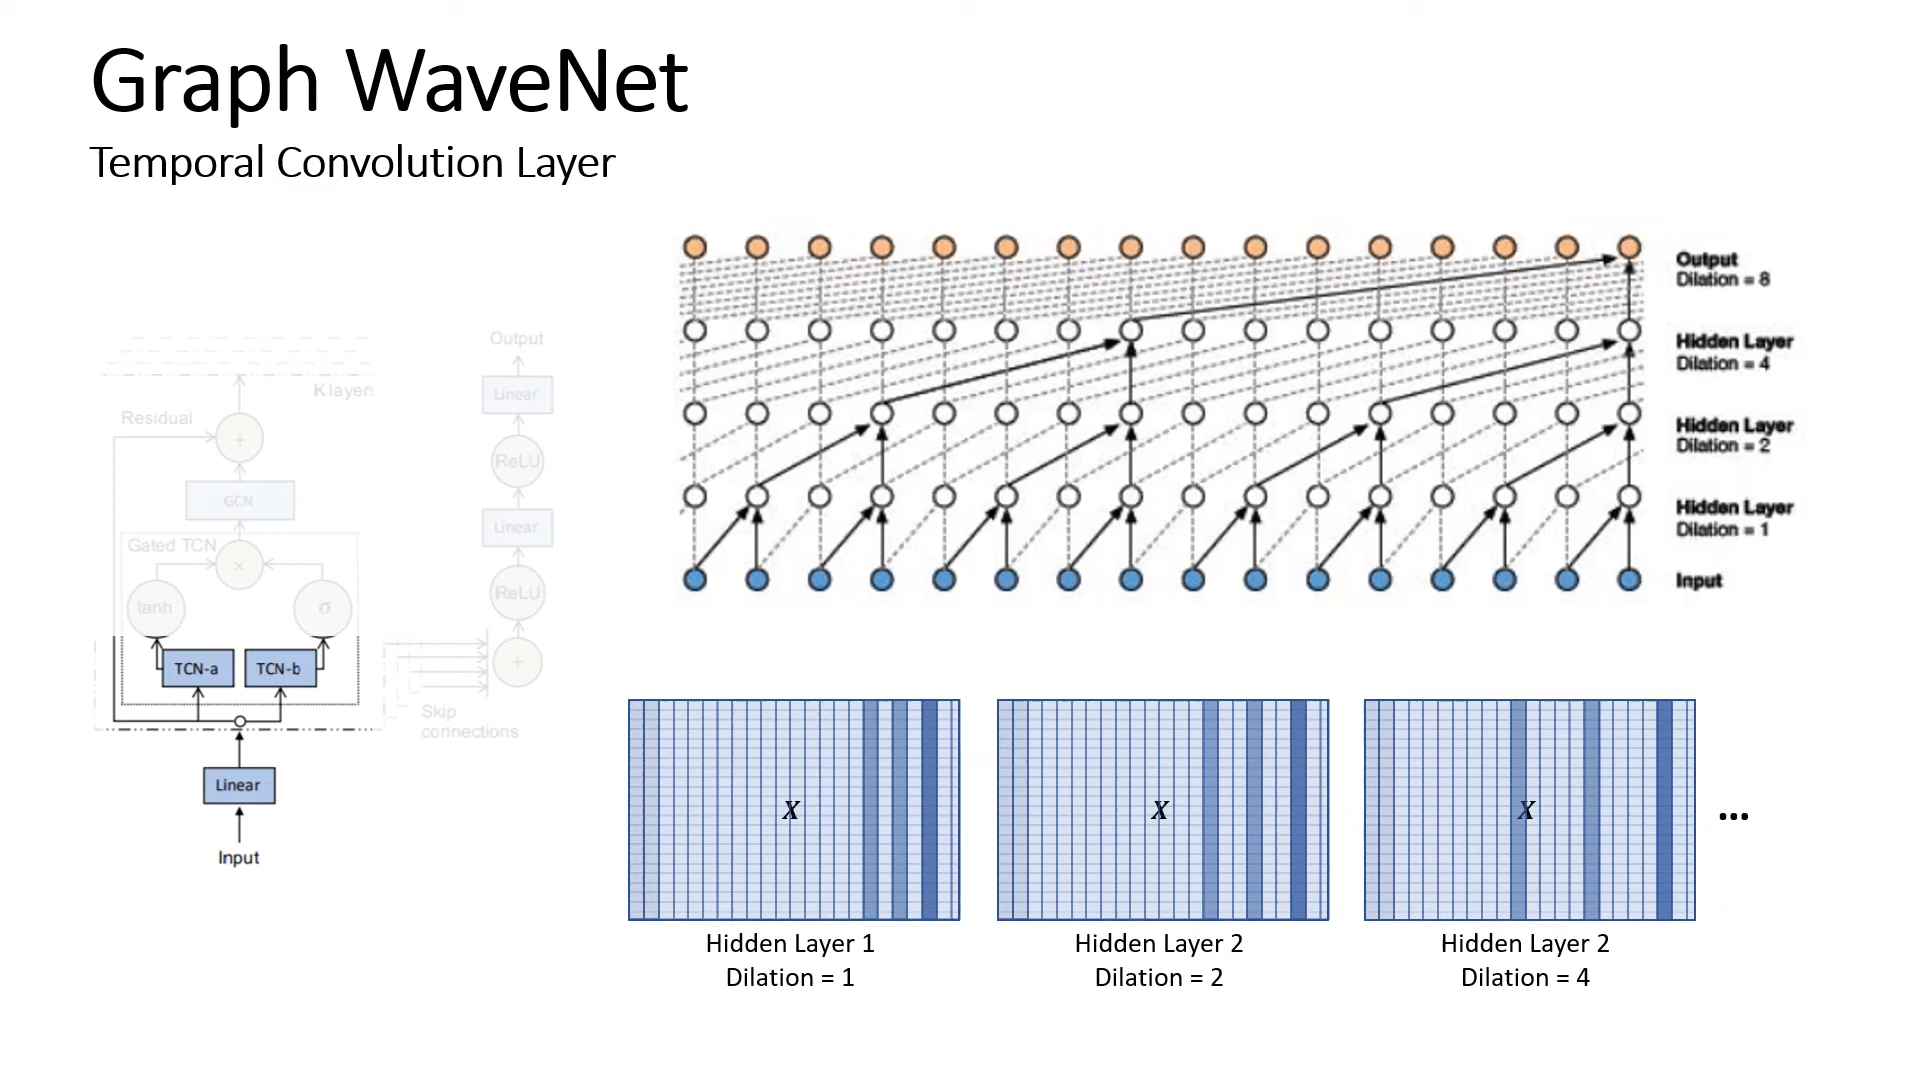 Graph WaveNet
Temporal Convolution Layer
Output
Dilation = 8
Hidden Layer
Dilation = 4
Hidden Layer
Dilation = 2
Hidden Layer
Dilation = 1
Input
Output
Linear
ReLU
Linear
ReLU
+
Skip
connections
K layers
Residual
+
GCN
Gated TCN
×
tanh
σ
TCN-a
TCN-b
Linear
Input
X
X
X
...
Hidden Layer 1
Dilation = 1
Hidden Layer 2
Dilation = 2
Hidden Layer 2
Dilation = 4